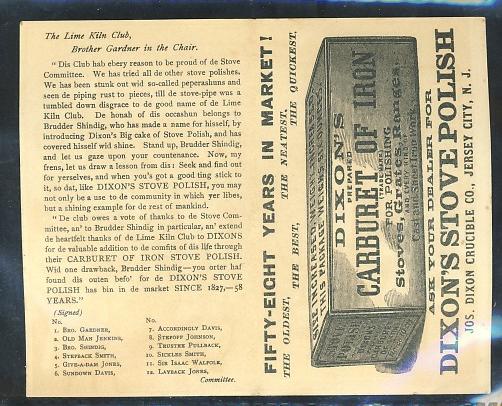 The Lime Kiln Club,
Brother Gardner in the Chair.
"Dis Club hab ebery reason to be proud of de Stove
Committee. We has tried all de other stove polishes.
We has been stunk out wid so-called peperashuns and
seen de piping rust to pieces, till de stove-pipe was a
tumbled down disgrace to de good name of de Lime
Kiln Club. De honah of dis occashun belongs to
Brudder Shindig, who has made a name for hisself, by
introducing Dixon's Big cake of Stove Polish, and has
covered hisself wid shine. Stand up, Brudder Shindig,
and let us gaze upon your countenance. Now, my
frens, let us draw a lesson from dis: Seek and find out
for yerselves, and when you's got a good ting stick to
it, so dat, like DIXON'S STOVE POLISH, you may
not only be a use to de community in which yer libes,
but a shining example for de rest of mankind.
"De club owes a vote of thanks to de Stove Com-
mittee, an' to Brudder Shindig in particular, an' extend
de heartfelt thanks of de Lime Kiln Club to DIXONS
for de valuable addition to de comfits of dis life through
their CARBURET OF IRON STOVE POLISH.
Wid one drawback, Brudder Shindig—you orter haf
found dis outen befo' for de DIXON'S STOVE
POLISH has bin in de market SINCE 1827,—58
YEARS."
(Signed)
No.
1. Bro. Gardner,
2. Old Man Jenkins,
3. Bro. Shindig,
4. Stepback Smith,
5. Give-a-dam Jones,
6. Sundown Davis,
No.
7. Accordingly Davis,
8. Stepoff Johnson,
9. Trustee Pullback,
10. Sickles Smith,
11. Sir Isaac Walpole,
12. Layback Jones,
Committee.
FIFTY-EIGHT YEARS IN MARKET!
THE OLDEST, THE BEST, THE NEATEST, THE QUICKEST.
SIZE INCREASED
THIS PACKAGE WEIGHS
DIXON'S
PREPARED
CARBURET OF IRON
FOR POLISHING
Stoves, Grates, Ranges,
Cast and Sheet Iron Work
ASK YOUR DEALER FOR
DIXON'S STOVE POLISH
JOS. DIXON CRUCIBLE CO., JERSEY CITY, N. J.